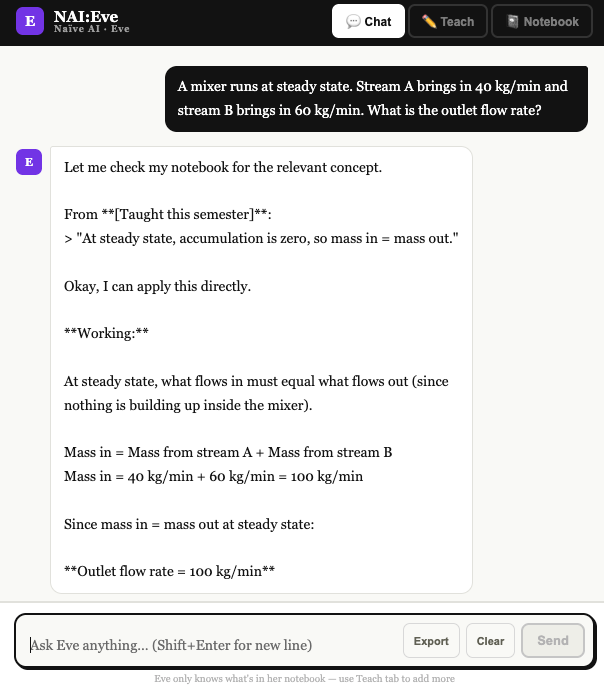 E
NAI:Eve
Naïve AI · Eve
💬 Chat
✏️ Teach
📓 Notebook
A mixer runs at steady state. Stream A brings in 40 kg/min and
stream B brings in 60 kg/min. What is the outlet flow rate?
E
Let me check my notebook for the relevant concept.
From **[Taught this semester]**:
> "At steady state, accumulation is zero, so mass in = mass out."
Okay, I can apply this directly.
**Working:**
At steady state, what flows in must equal what flows out (since
nothing is building up inside the mixer).
Mass in = Mass from stream A + Mass from stream B
Mass in = 40 kg/min + 60 kg/min = 100 kg/min
Since mass in = mass out at steady state:
**Outlet flow rate = 100 kg/min**
Ask Eve anything... (Shift+Enter for new line)
Export
Clear
Send
Eve only knows what's in her notebook — use Teach tab to add more